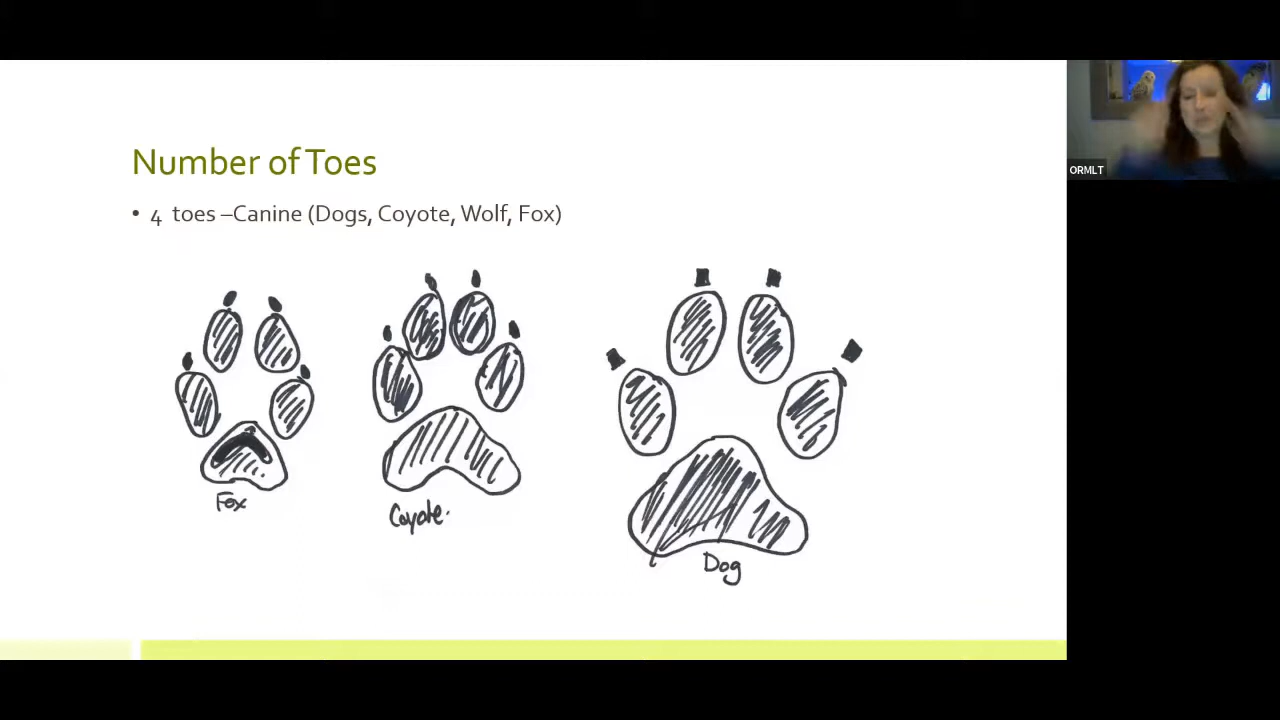 Number of Toes
• 4 toes –Canine (Dogs, Coyote, Wolf, Fox)
Fox
Coyote.
Dog
ORMLT